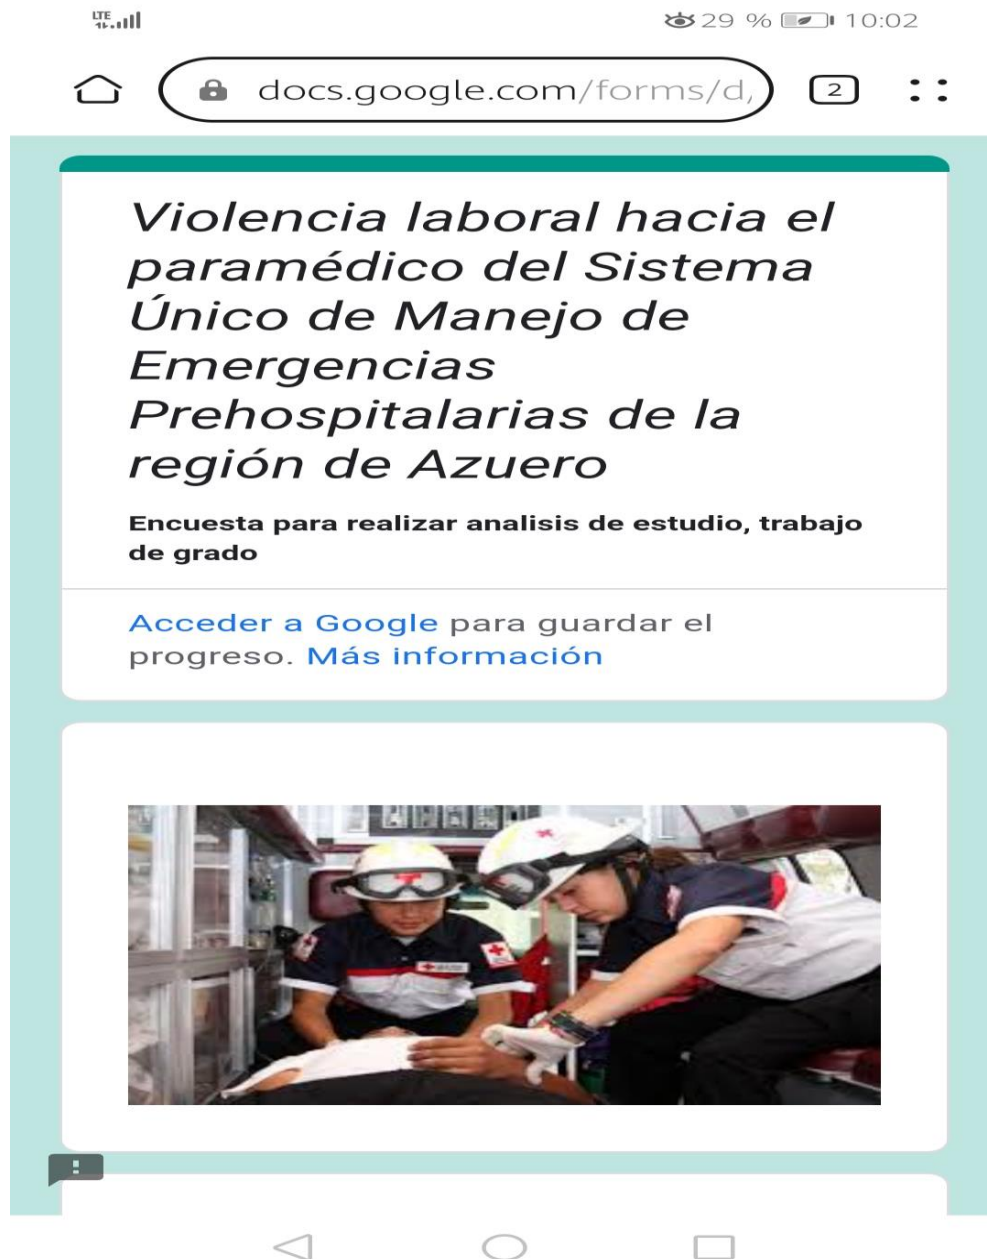 LTE
29 % 10:02
docs.google.com/forms/d/
2
Violencia laboral hacia el
paramédico del Sistema
Único de Manejo de
Emergencias
Prehospitalarias de la
región de Azuero
Encuesta para realizar analisis de estudio, trabajo
de grado
Acceder a Google para guardar el
progreso. Más información